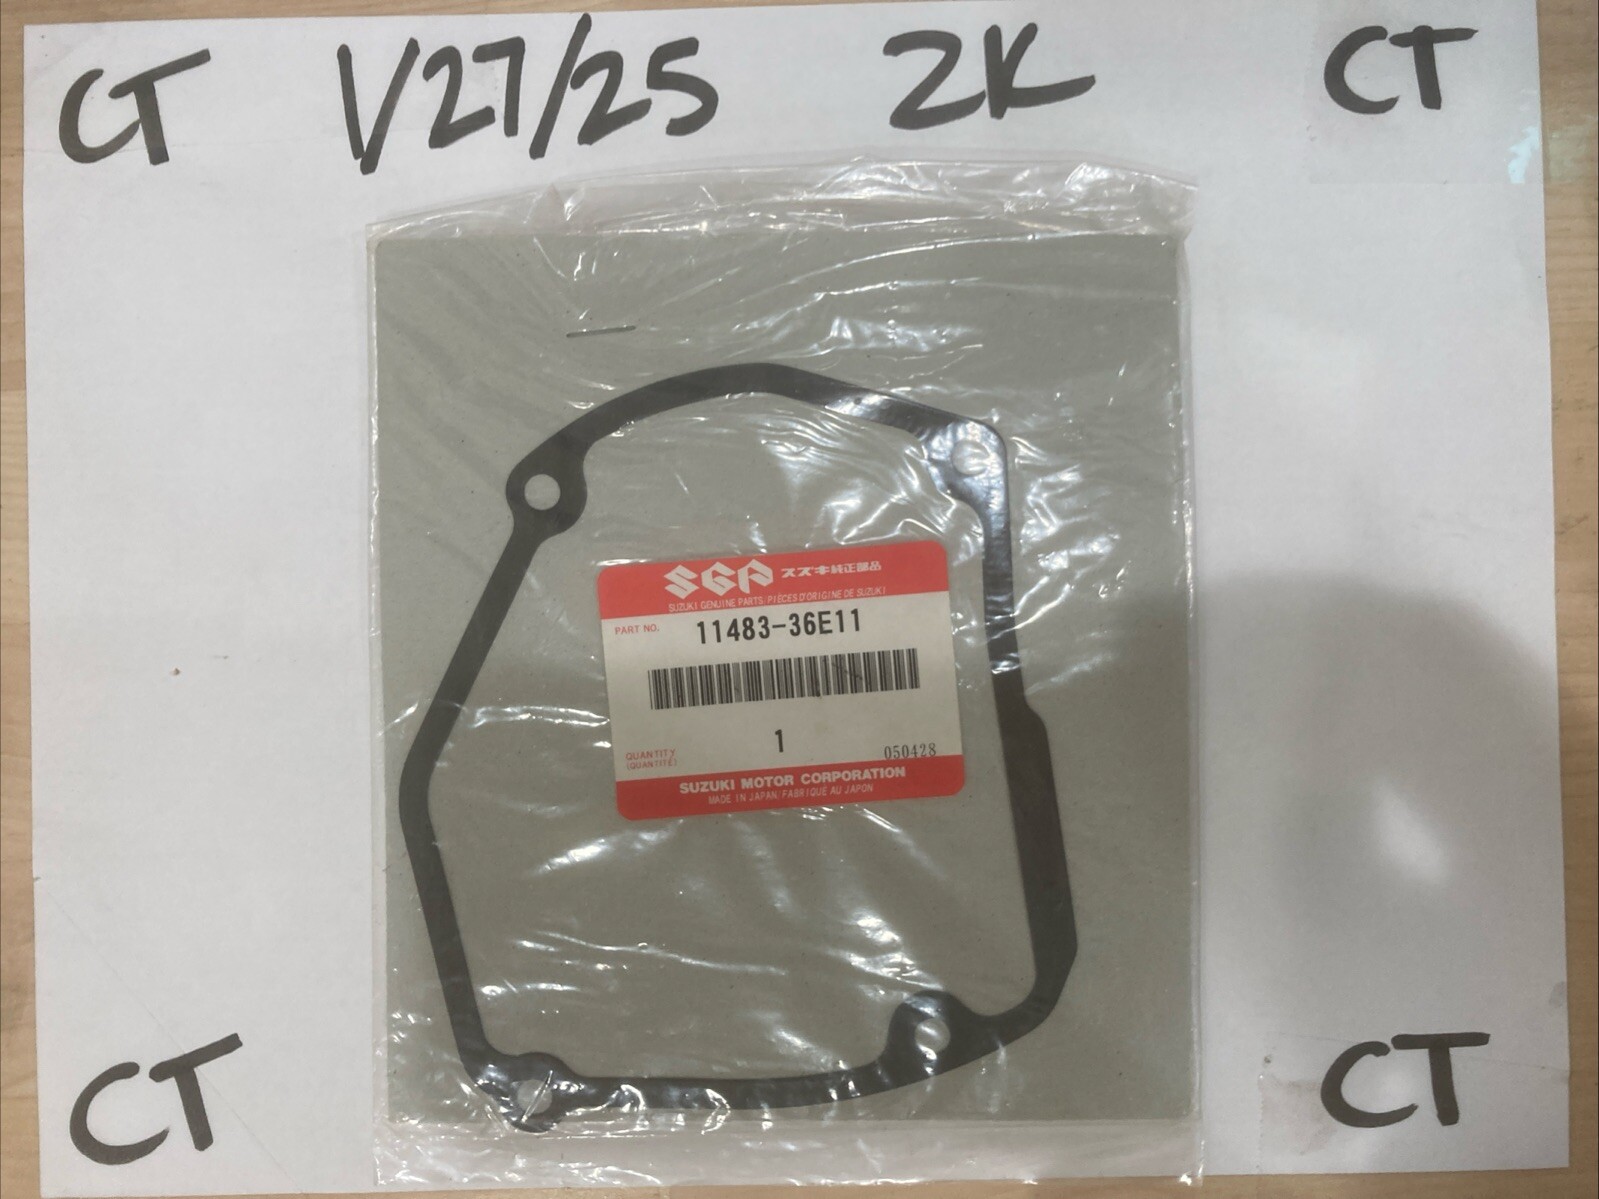 CT V27/25 2K CT
SGP スズキ純正部品
SUZUKI GENUINE PARTS/PIÈCES D'ORIGINE DE SUZUKI
PART NO. 11483-36E11
QUANTITY 1 050428
(QUANTITÉ)
SUZUKI MOTOR CORPORATION
MADE IN JAPAN/FABRIQUÉ AU JAPON
CT CT